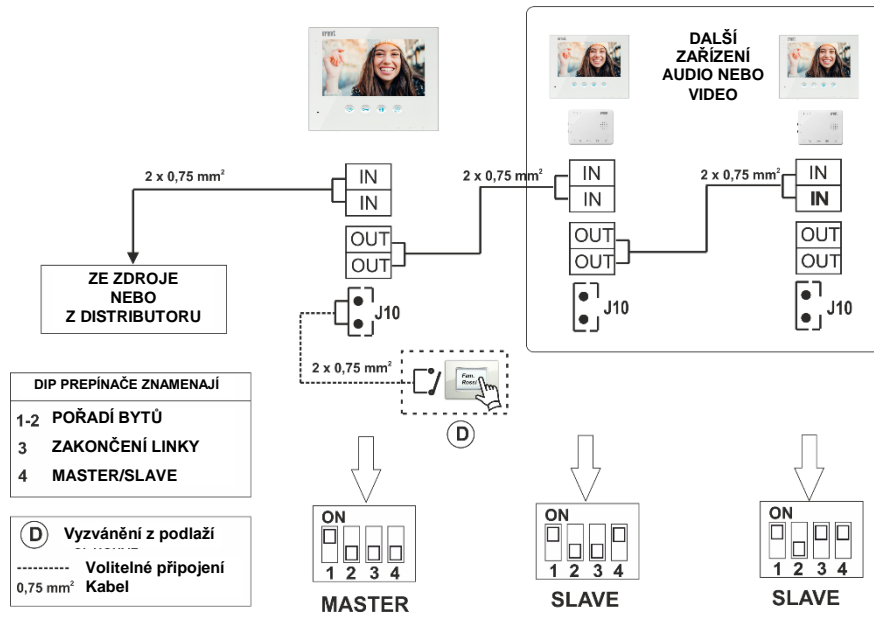 DALŠÍ
ZAŘÍZENÍ
AUDIO NEBO
VIDEO
2 x 0,75 mm²
IN
IN
2 x 0,75 mm²
IN
IN
2 x 0,75 mm²
IN
IN
OUT
OUT
OUT
OUT
OUT
OUT
ZE ZDROJE
NEBO
Z DISTRIBUTORU
J10
J10
J10
2 x 0,75 mm²
Fam.
Rossi
D
DIP PREPÍNAČE ZNAMENAJÍ
1-2 POŘADÍ BYTŮ
3 ZAKONČENÍ LINKY
4 MASTER/SLAVE
D Vyzvánění z podlaží
---------- Volitelné připojení
0,75 mm² Kabel
ON
1 2 3 4
MASTER
ON
1 2 3 4
SLAVE
ON
1 2 3 4
SLAVE